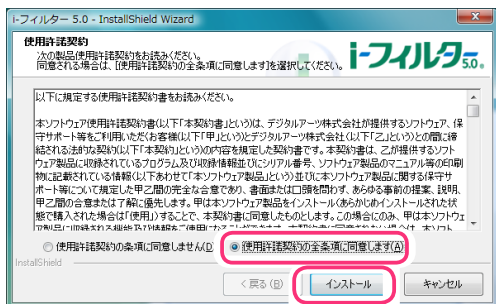 i-フィルター 5.0 - InstallShield Wizard
使用許諾契約
次の製品使用許諾契約をお読みください。
同意される場合は、[使用許諾契約の全条項に同意します]を選択してください。
i-フィルター 5.0
以下に規定する使用許諾契約書をお読みください。
本ソフトウェア使用許諾契約書(以下「本契約書」という)は、デジタルアーツ株式会社が提供するソフトウェア、保
守サポート等をご利用いただくお客様(以下「甲」という)とデジタルアーツ株式会社(以下「乙」という)との間に締
結される法的な契約(以下「本契約」という)の内容を規定した契約書です。本契約書は、乙が提供するソフト
ウェア製品に収録されているプログラム及び収録情報並びにシリアル番号、ソフトウェア製品のマニュアル等の印刷
物に記載されている情報(以下あわせて「本ソフトウェア製品」という)並びに本ソフトウェア製品に関する保守サ
ポート等について規定した甲乙間の完全な合意であり、書面または口頭を問わず、あらゆる事前の提案、説明、
甲乙間の合意または了解に優先します。甲は本ソフトウェア製品をインストール(あらかじめインストールされた状
態で購入された場合は「使用」)することで、本契約書に同意したものとします。この場合にのみ、甲は本ソフトウェ
使用許諾契約の条項に同意しません(D)
使用許諾契約の全条項に同意します(A)
InstallShield
< 戻る(B)
インストール
キャンセル